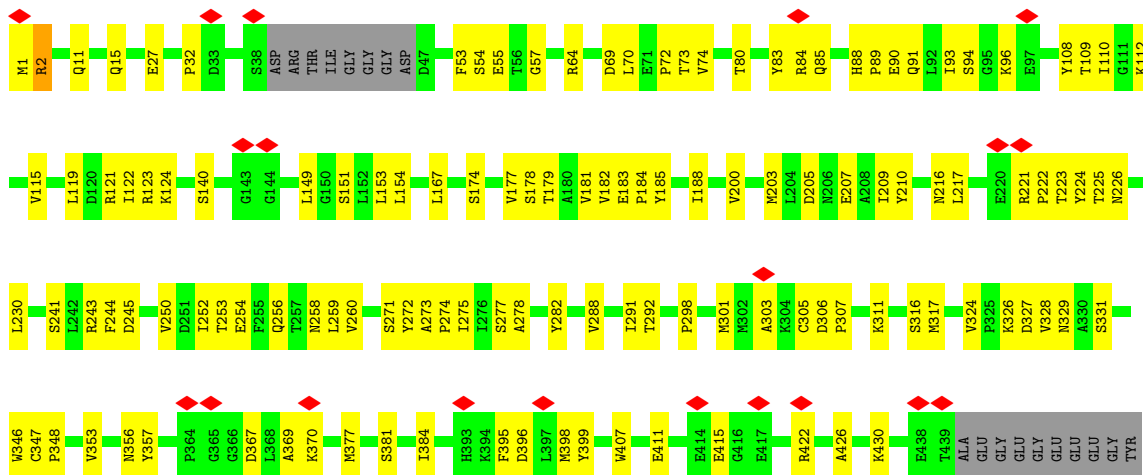 M1 R2 Q11 Q15 E27 P32 D33 S38 ASP ARG THR ILE GLY GLY GLY ASP D47 F53 S54 E55 T56 G57 R64 D69 L70 E71 P72 T73 V74 T80 Y83 R84 Q85 H88 P89 E90 Q91 L92 I93 S94 G95 K96 E97 Y108 T109 I110 G111 K112
V115 L119 D120 R121 I122 R123 K124 S140 G143 G144 L149 G150 S151 L152 L153 L154 L167 S174 V177 S178 T179 A180 V181 V182 E183 P184 Y185 I188 V200 M203 L204 D205 N206 E207 A208 I209 Y210 N216 L217 E220 R221 P222 T223 Y224 T225 N226
L230 S241 L242 R243 F244 D245 V250 D251 I252 T253 E254 F255 Q256 T257 N258 L259 V260 S271 Y272 A273 P274 I275 I276 S277 A278 Y282 V288 I291 T292 P298 M301 M302 A303 K304 C305 D306 P307 K311 S316 M317 V324 P325 K326 D327 V328 N329 A330 S331
W346 C347 P348 V353 N356 Y357 P364 G365 G366 D367 L368 A369 K370 M377 S381 I384 H393 K394 F395 D396 L397 M398 Y399 W407 E411 E414 E415 G416 E417 R422 A426 K430 E438 T439 ALA GLU GLY GLU GLU GLY GLU GLU GLY TYR